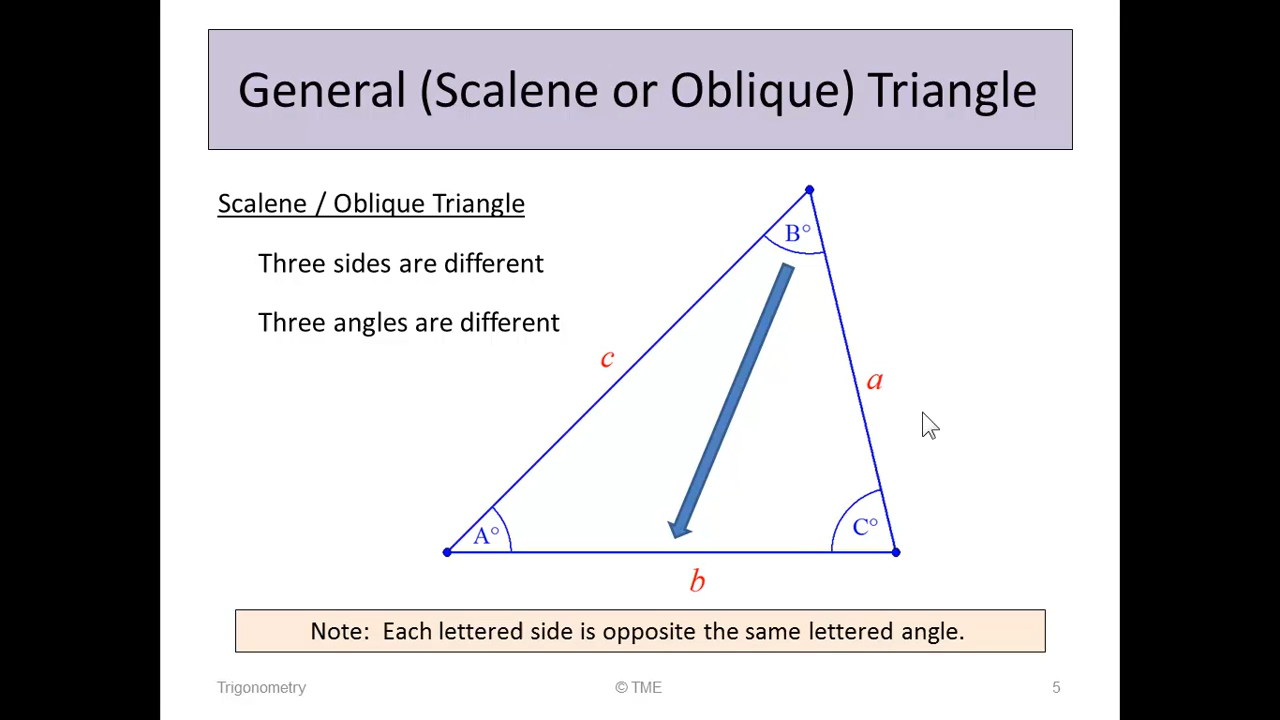 General (Scalene or Oblique) Triangle
Scalene / Oblique Triangle
Three sides are different
Three angles are different
B°
c
a
A°
C°
b
Note: Each lettered side is opposite the same lettered angle.
Trigonometry
© TME
5